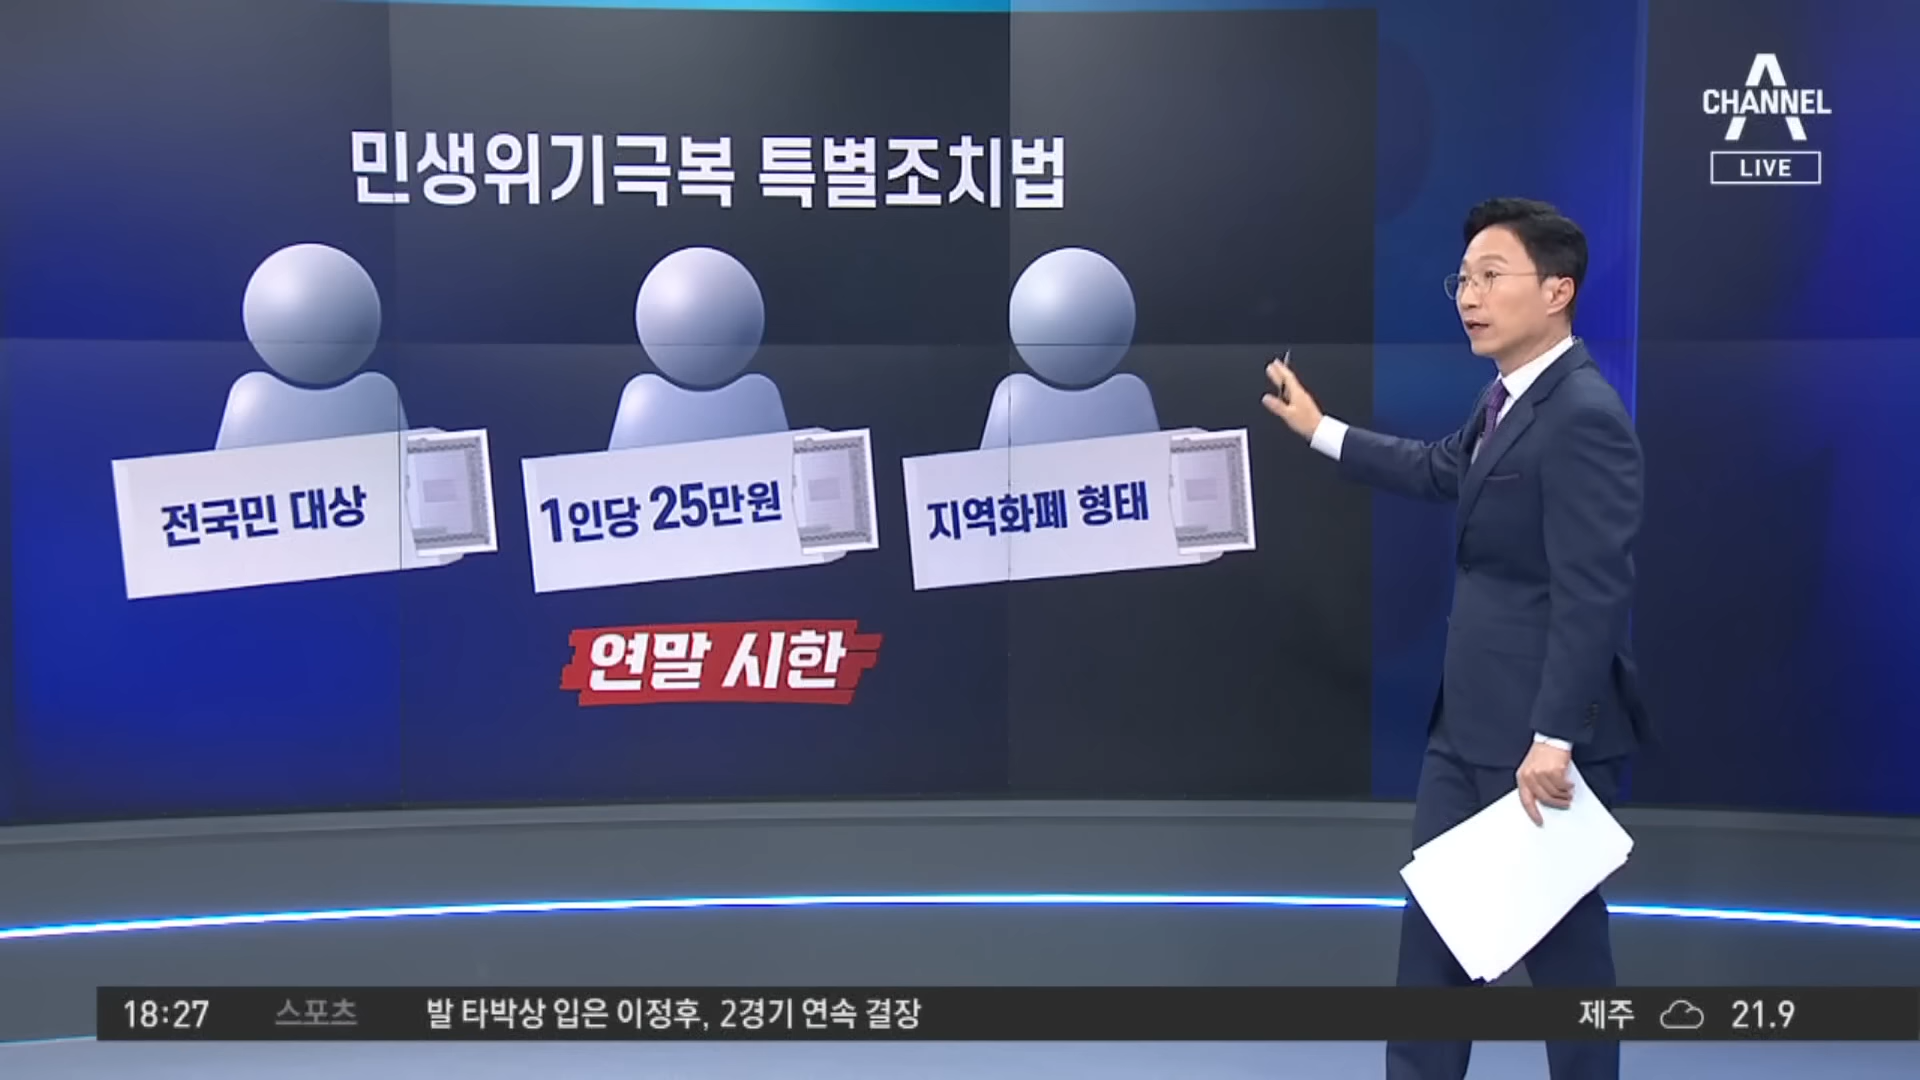 CHANNEL A
LIVE
민생위기극복 특별조치법
전국민 대상
1인당 25만원
지역화폐 형태
연말 시한
18:27 스포츠 발 타박상 입은 이정후, 2경기 연속 결장 제주 21.9